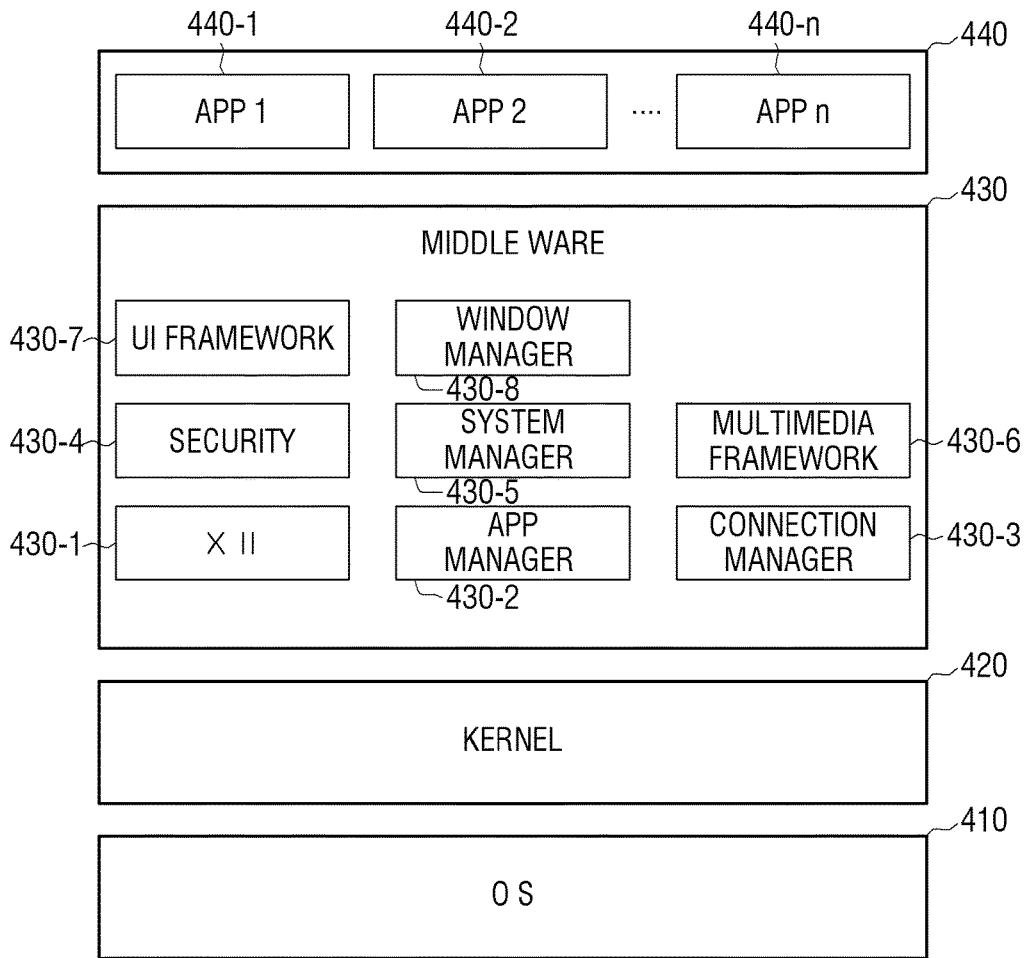 440-1 440-2 440-n 440
APP 1 APP 2 .... APP n
430
MIDDLE WARE
430-7 UI FRAMEWORK
WINDOW
MANAGER
430-8
430-4 SECURITY
SYSTEM
MANAGER
430-5
MULTIMEDIA
FRAMEWORK
430-6
430-1 X II
APP
MANAGER
430-2
CONNECTION
MANAGER
430-3
420
KERNEL
410
O S